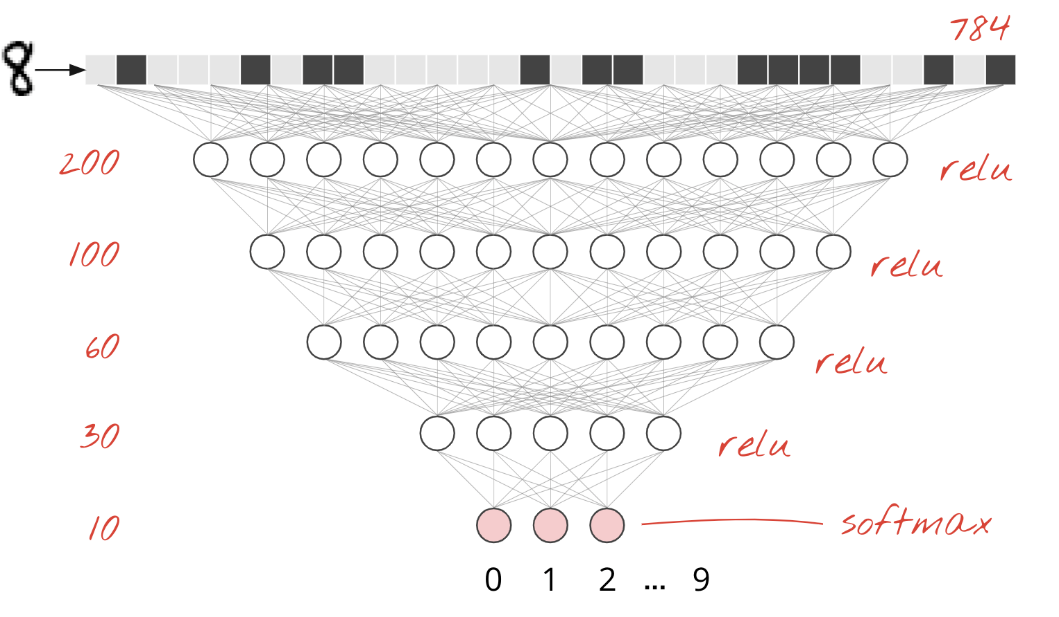 784
8
200 relu
100 relu
60 relu
30 relu
10 softmax
0 1 2 ... 9